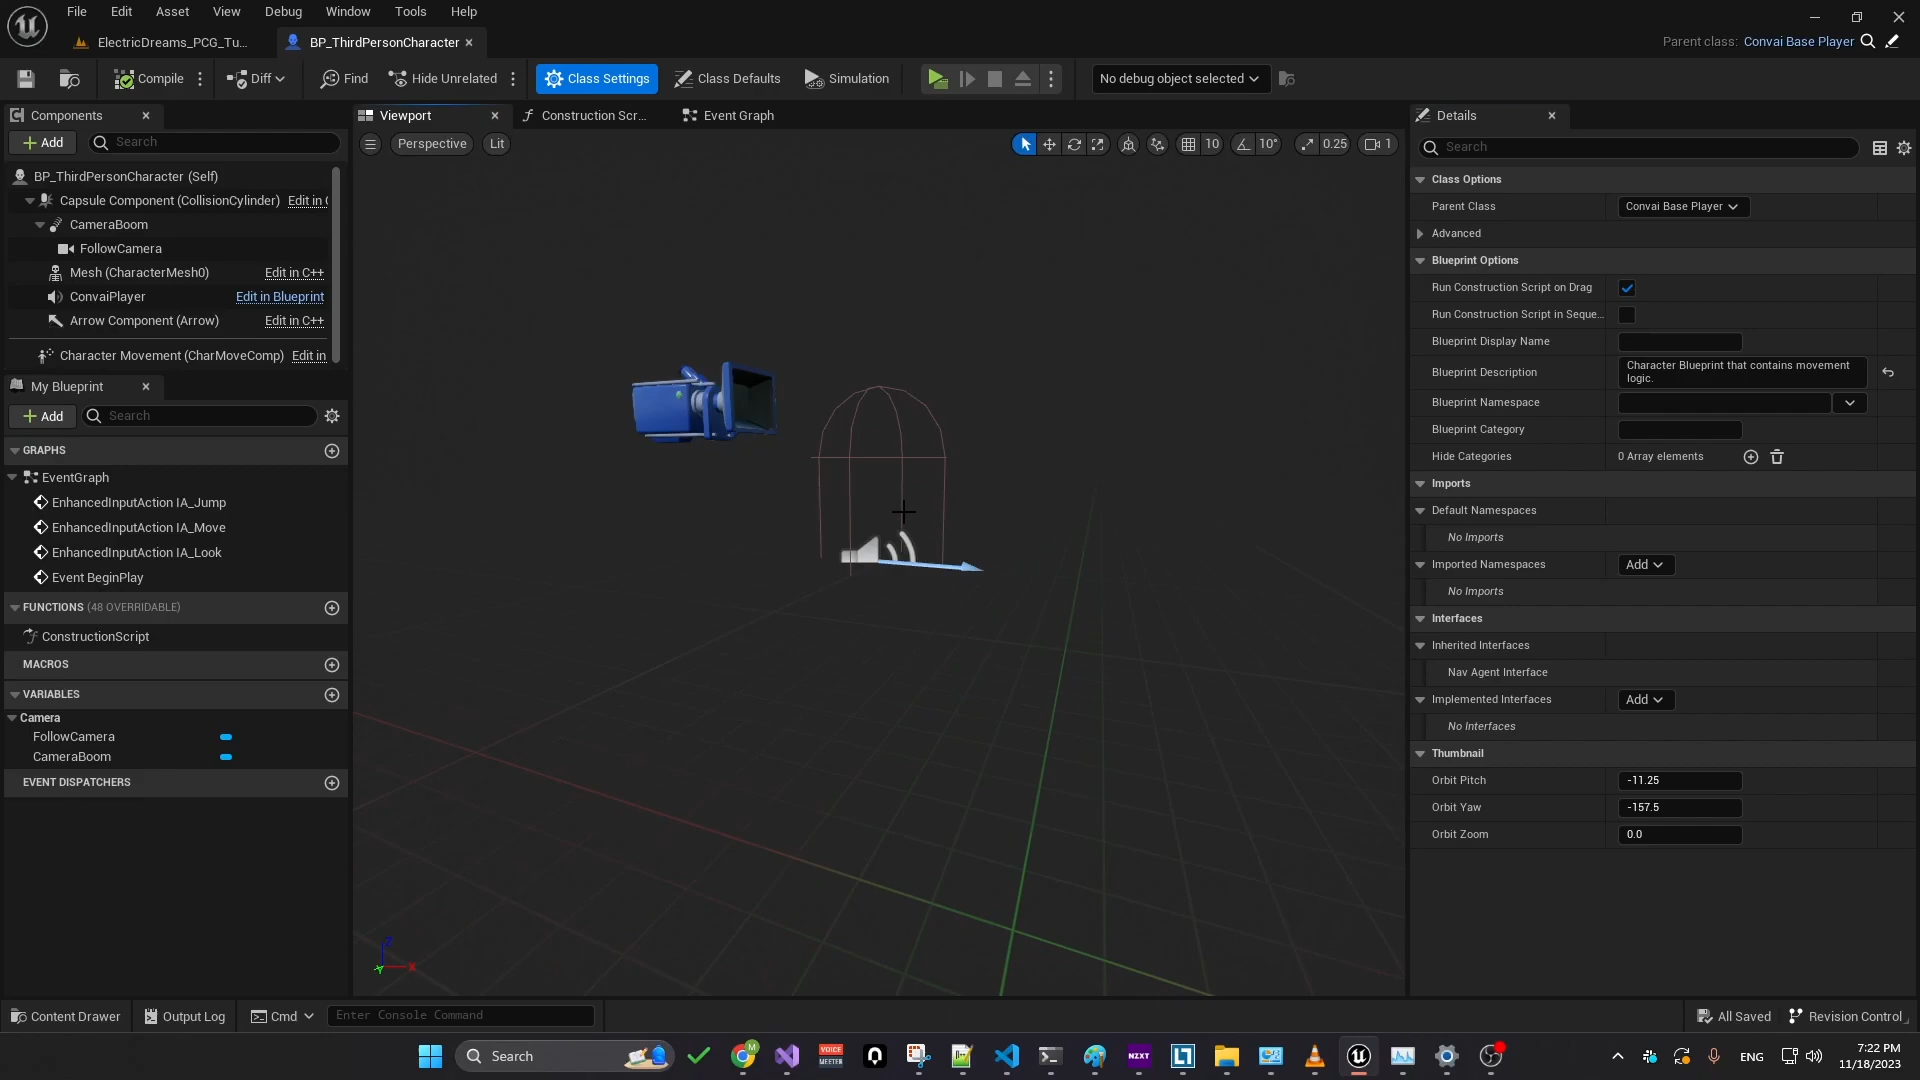 File Edit Asset View Debug Window Tools Help
ElectricDreams_PCG_Tu...
BP_ThirdPersonCharacter
Parent class: Convai Base Player
Compile
Diff
Find
Hide Unrelated
Class Settings
Class Defaults
Simulation
No debug object selected
Components
Add
Search
BP_ThirdPersonCharacter (Self)
Capsule Component (CollisionCylinder) Edit in C
CameraBoom
FollowCamera
Mesh (CharacterMesh0) Edit in C++
ConvaiPlayer Edit in Blueprint
Arrow Component (Arrow) Edit in C++
Character Movement (CharMoveComp) Edit in
My Blueprint
Add
Search
GRAPHS
EventGraph
EnhancedInputAction IA_Jump
EnhancedInputAction IA_Move
EnhancedInputAction IA_Look
Event BeginPlay
FUNCTIONS (48 OVERRIDABLE)
ConstructionScript
MACROS
VARIABLES
Camera
FollowCamera
CameraBoom
EVENT DISPATCHERS
Viewport
Construction Scr...
Event Graph
Perspective
Lit
10
10°
0.25
1
Z
X
Y
Details
Search
Class Options
Parent Class Convai Base Player
Advanced
Blueprint Options
Run Construction Script on Drag
Run Construction Script in Seque...
Blueprint Display Name
Blueprint Description Character Blueprint that contains movement
logic.
Blueprint Namespace
Blueprint Category
Hide Categories 0 Array elements
Imports
Default Namespaces
No Imports
Imported Namespaces Add
No Imports
Interfaces
Inherited Interfaces
Nav Agent Interface
Implemented Interfaces Add
No Interfaces
Thumbnail
Orbit Pitch -11.25
Orbit Yaw -157.5
Orbit Zoom 0.0
Content Drawer
Output Log
Cmd
Enter Console Command
All Saved
Revision Control
Search
M
VOICE
MEETER
NZXT
ENG
7:22 PM
11/18/2023